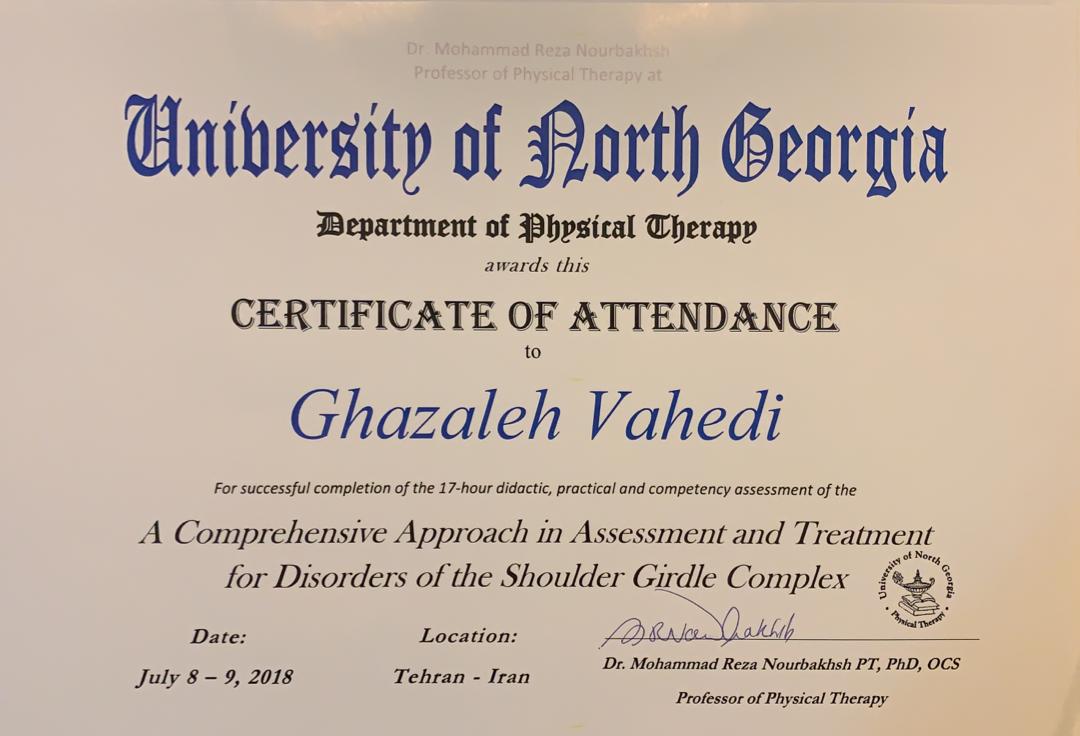 Dr. Mohammad Reza Nourbakhsh
Professor of Physical Therapy at
University of North Georgia
Department of Physical Therapy
awards this
CERTIFICATE OF ATTENDANCE
to
Ghazaleh Vahedi
For successful completion of the 17-hour didactic, practical and competency assessment of the
A Comprehensive Approach in Assessment and Treatment
for Disorders of the Shoulder Girdle Complex
University of North Georgia
• Physical Therapy •
Date:
July 8 – 9, 2018
Location:
Tehran - Iran
Dr. Mohammad Reza Nourbakhsh PT, PhD, OCS
Professor of Physical Therapy